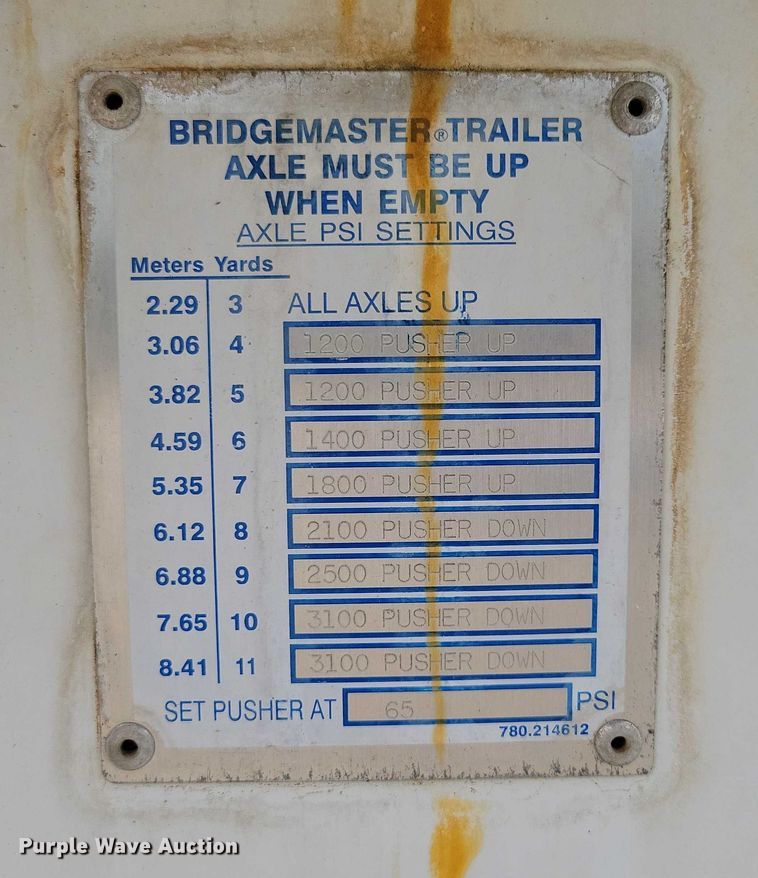 BRIDGEMASTER® TRAILER
AXLE MUST BE UP
WHEN EMPTY
AXLE PSI SETTINGS
Meters Yards
2.29 3 ALL AXLES UP
3.06 4 1200 PUSHER UP
3.82 5 1200 PUSHER UP
4.59 6 1400 PUSHER UP
5.35 7 1800 PUSHER UP
6.12 8 2100 PUSHER DOWN
6.88 9 2500 PUSHER DOWN
7.65 10 3100 PUSHER DOWN
8.41 11 3100 PUSHER DOWN
SET PUSHER AT 65 PSI
780.214612
Purple Wave Auction